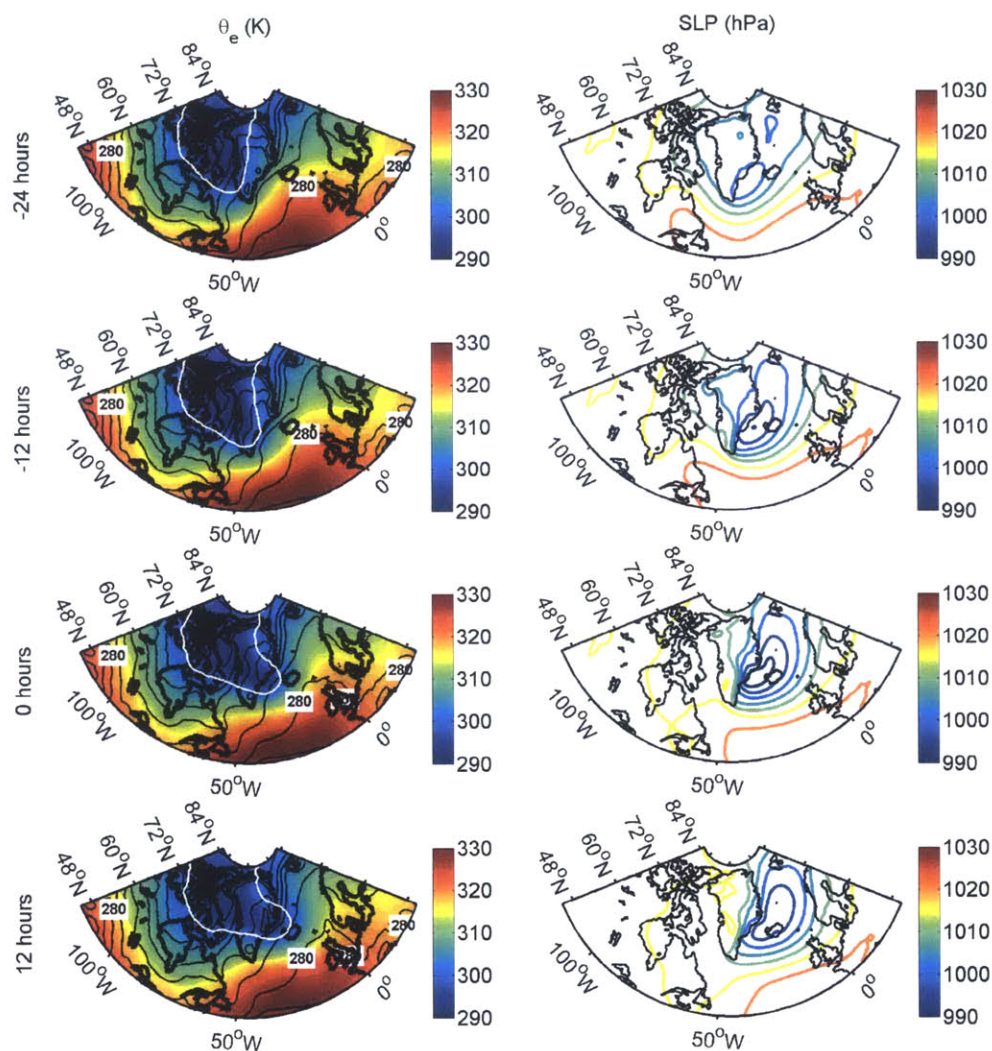 θe (K)
SLP (hPa)
-24 hours
48°N
60°N
72°N
84°N
280
280
280
100°W
50°W
0°
330
320
310
300
290
48°N
60°N
72°N
84°N
100°W
50°W
0°
1030
1020
1010
1000
990
-12 hours
48°N
60°N
72°N
84°N
280
280
280
100°W
50°W
0°
330
320
310
300
290
48°N
60°N
72°N
84°N
100°W
50°W
0°
1030
1020
1010
1000
990
0 hours
48°N
60°N
72°N
84°N
280
280
280
100°W
50°W
0°
330
320
310
300
290
48°N
60°N
72°N
84°N
100°W
50°W
0°
1030
1020
1010
1000
990
12 hours
48°N
60°N
72°N
84°N
280
280
280
100°W
50°W
0°
330
320
310
300
290
48°N
60°N
72°N
84°N
100°W
50°W
0°
1030
1020
1010
1000
990